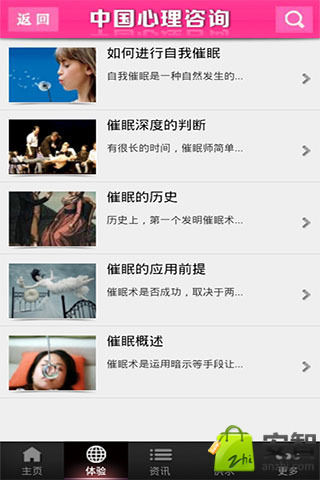 返回
中国心理咨询
如何进行自我催眠
自我催眠是一种自然发生的...
催眠深度的判断
有很长的时间，催眠师简单...
催眠的历史
历史上，第一个发明催眠术...
催眠的应用前提
催眠术是否成功，取决于两...
催眠概述
催眠术是运用暗示等手段让...
主页
体验
资讯
更多
zhi
安智